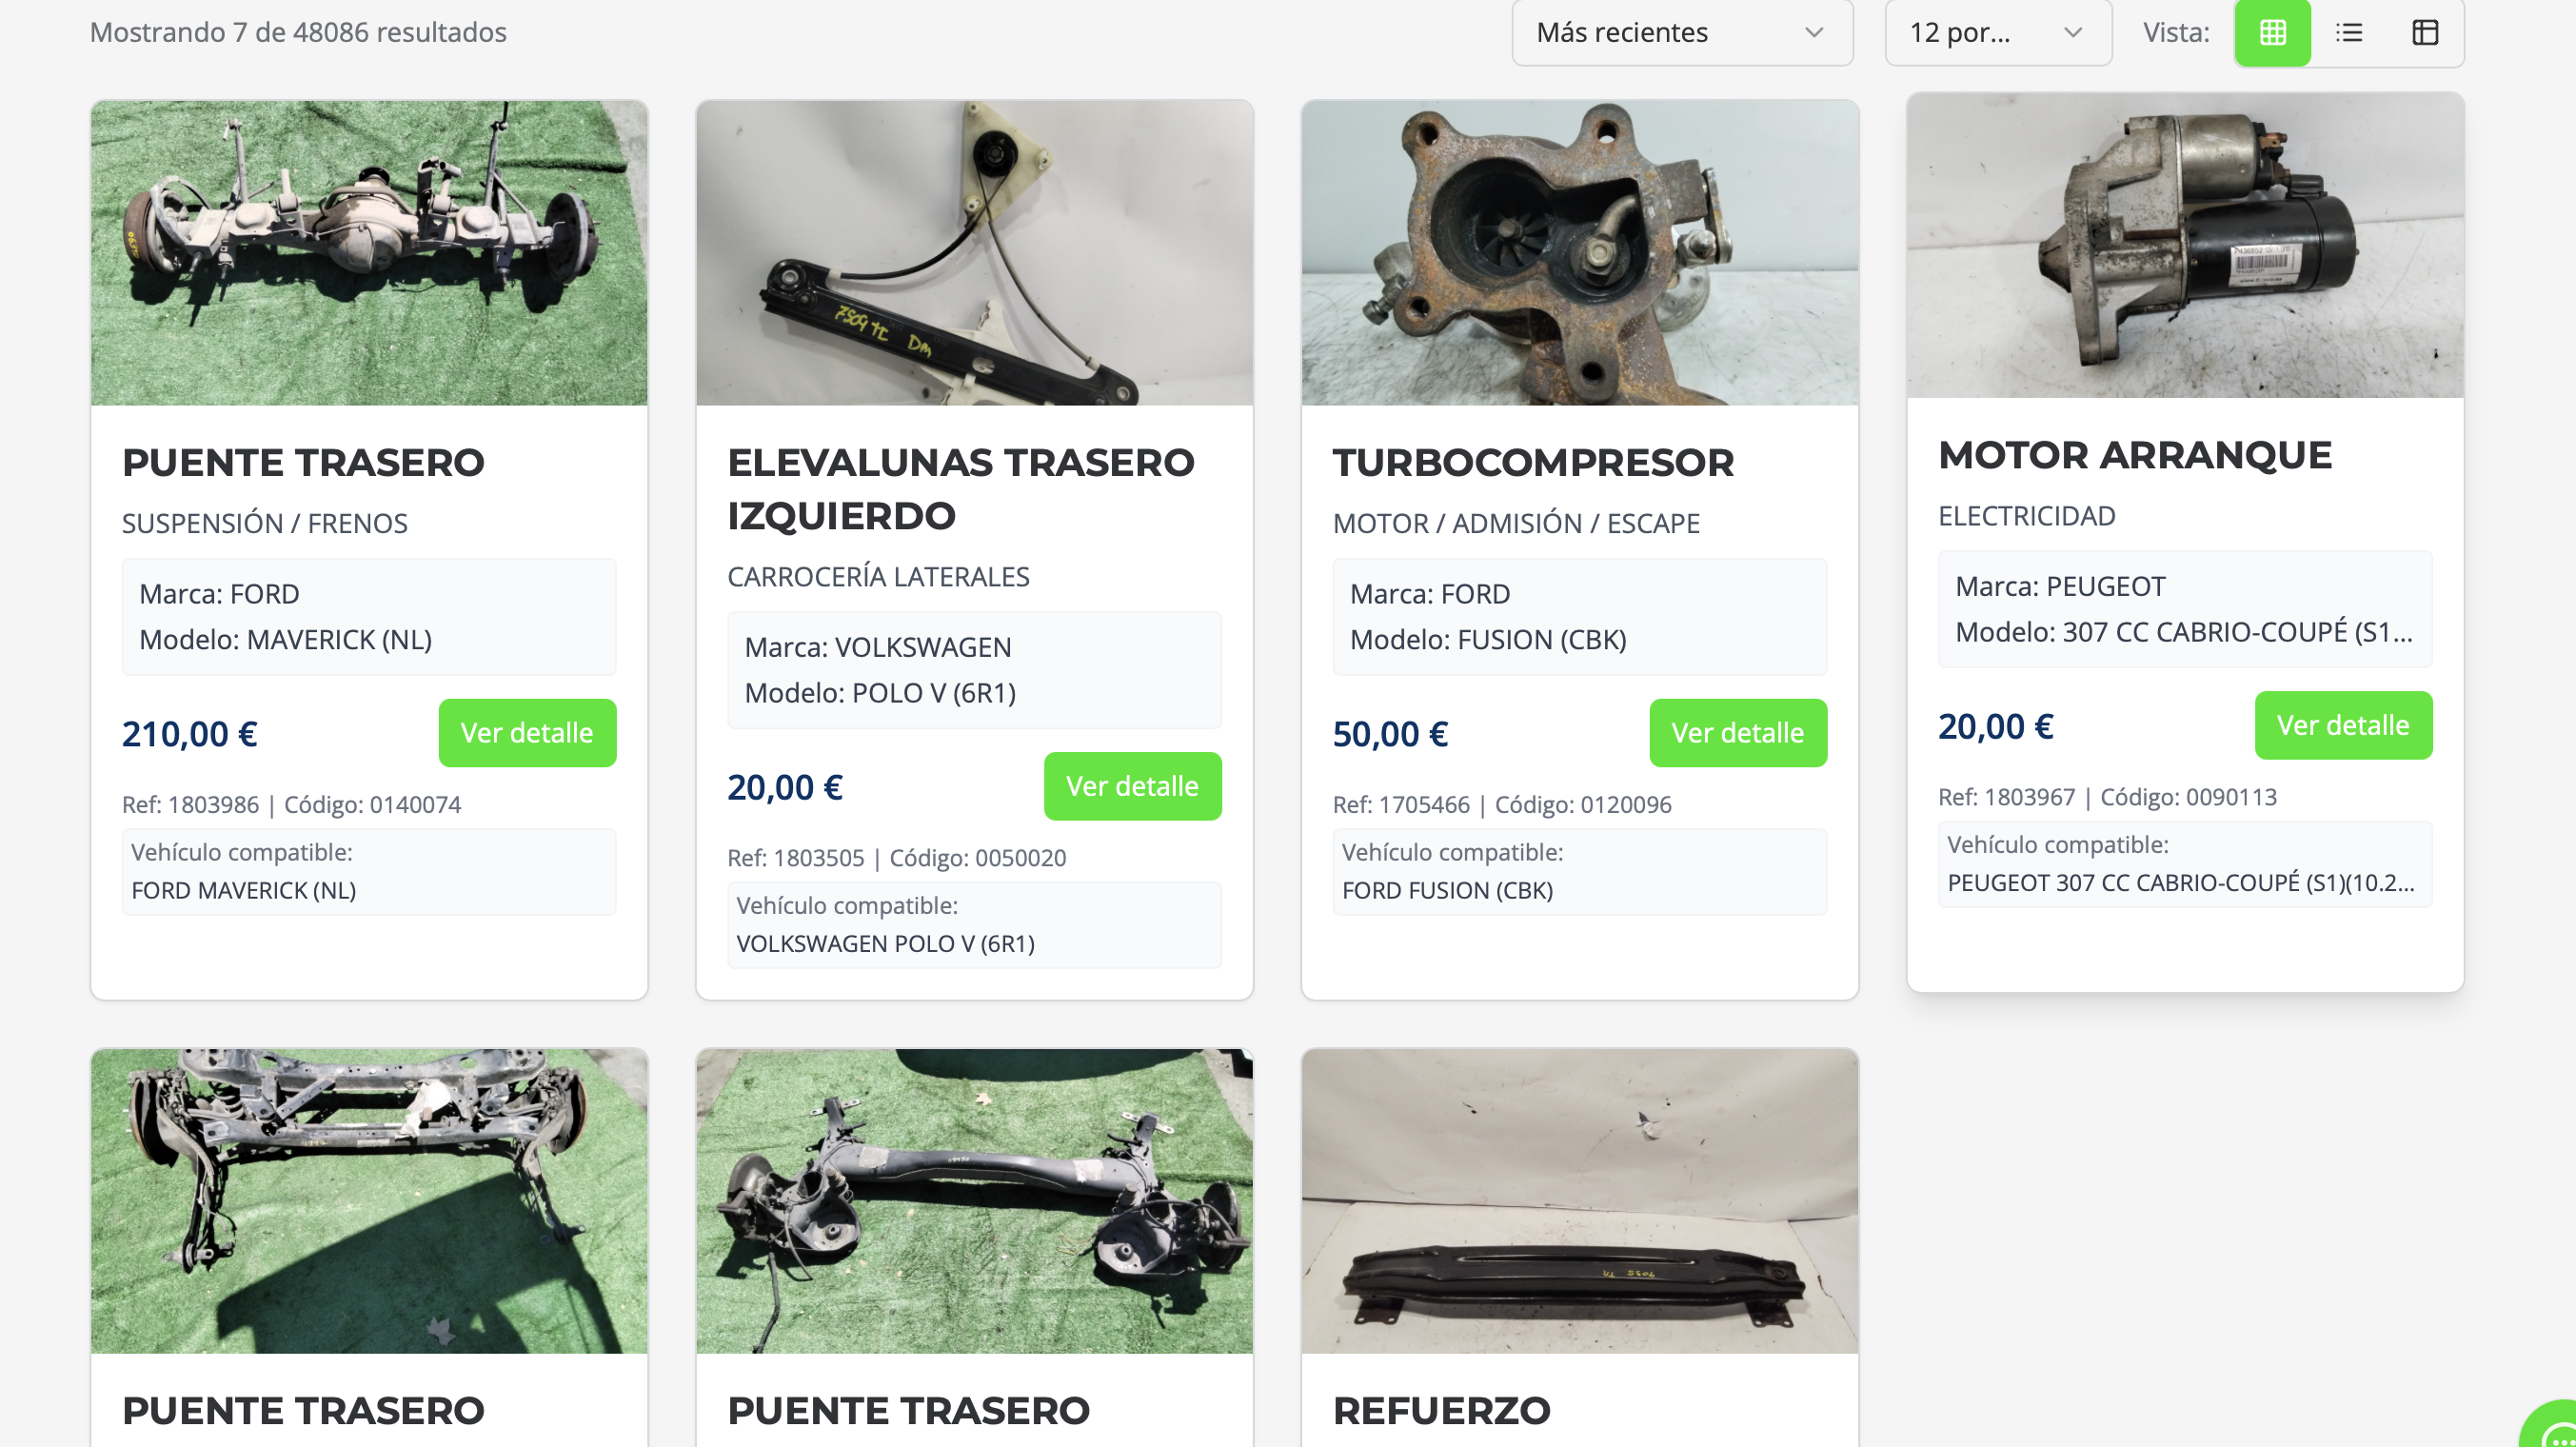 Mostrando 7 de 48086 resultados
Más recientes
12 por...
Vista:
PUENTE TRASERO
SUSPENSIÓN / FRENOS
Marca: FORD
Modelo: MAVERICK (NL)
210,00 €
Ver detalle
Ref: 1803986 | Código: 0140074
Vehículo compatible:
FORD MAVERICK (NL)
7509 TC DM
ELEVALUNAS TRASERO
IZQUIERDO
CARROCERÍA LATERALES
Marca: VOLKSWAGEN
Modelo: POLO V (6R1)
20,00 €
Ver detalle
Ref: 1803505 | Código: 0050020
Vehículo compatible:
VOLKSWAGEN POLO V (6R1)
TURBOCOMPRESOR
MOTOR / ADMISIÓN / ESCAPE
Marca: FORD
Modelo: FUSION (CBK)
50,00 €
Ver detalle
Ref: 1705466 | Código: 0120096
Vehículo compatible:
FORD FUSION (CBK)
MOTOR ARRANQUE
ELECTRICIDAD
Marca: PEUGEOT
Modelo: 307 CC CABRIO-COUPÉ (S1...
20,00 €
Ver detalle
Ref: 1803967 | Código: 0090113
Vehículo compatible:
PEUGEOT 307 CC CABRIO-COUPÉ (S1)(10.2...
PUENTE TRASERO
PUENTE TRASERO
REFUERZO